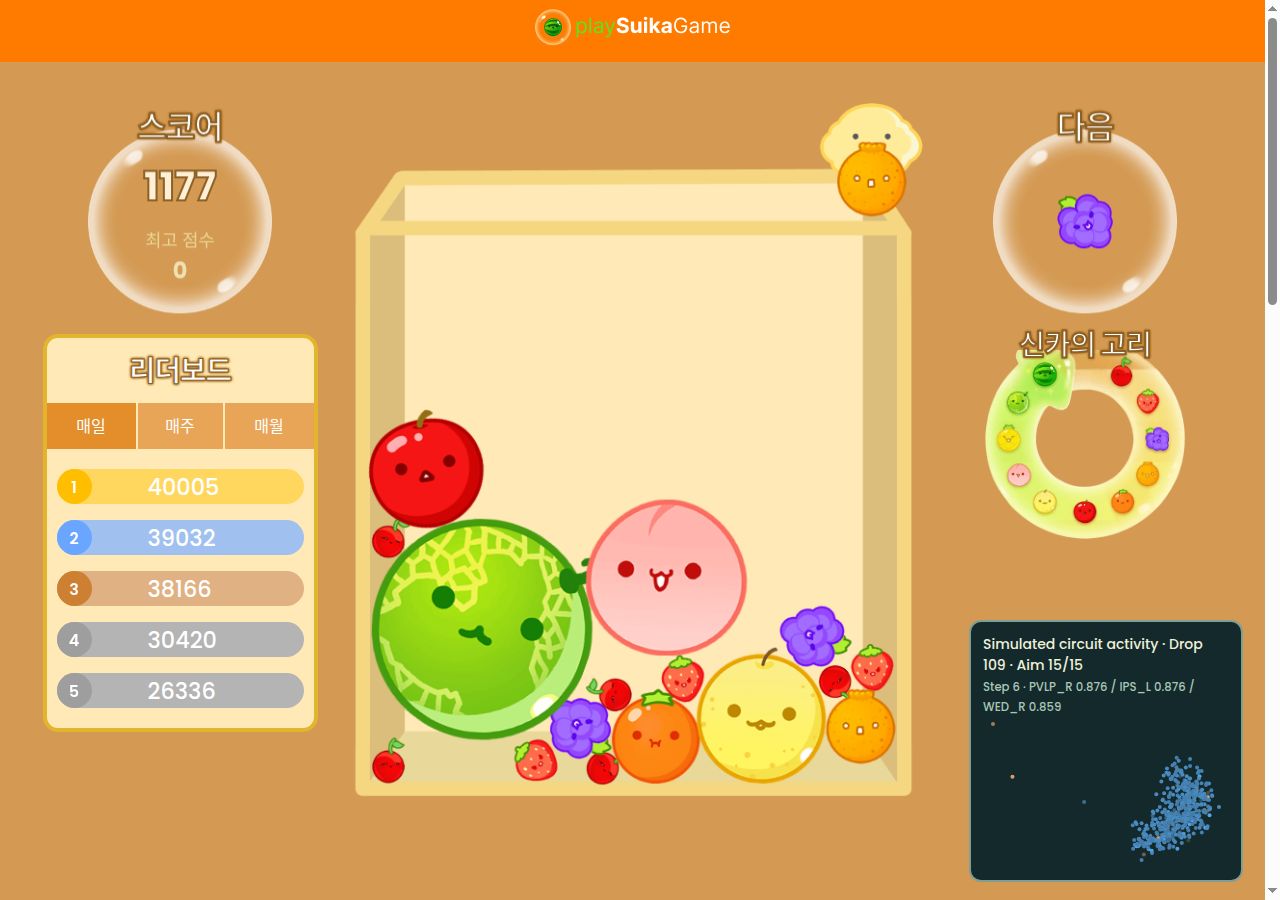 playSuikaGame
스코어
1177
최고 점수
0
다음
리더보드
매일 매주 매월
1 40005
2 39032
3 38166
4 30420
5 26336
신카의 고리
Simulated circuit activity · Drop
109 · Aim 15/15
Step 6 · PVLP_R 0.876 / IPS_L 0.876 /
WED_R 0.859